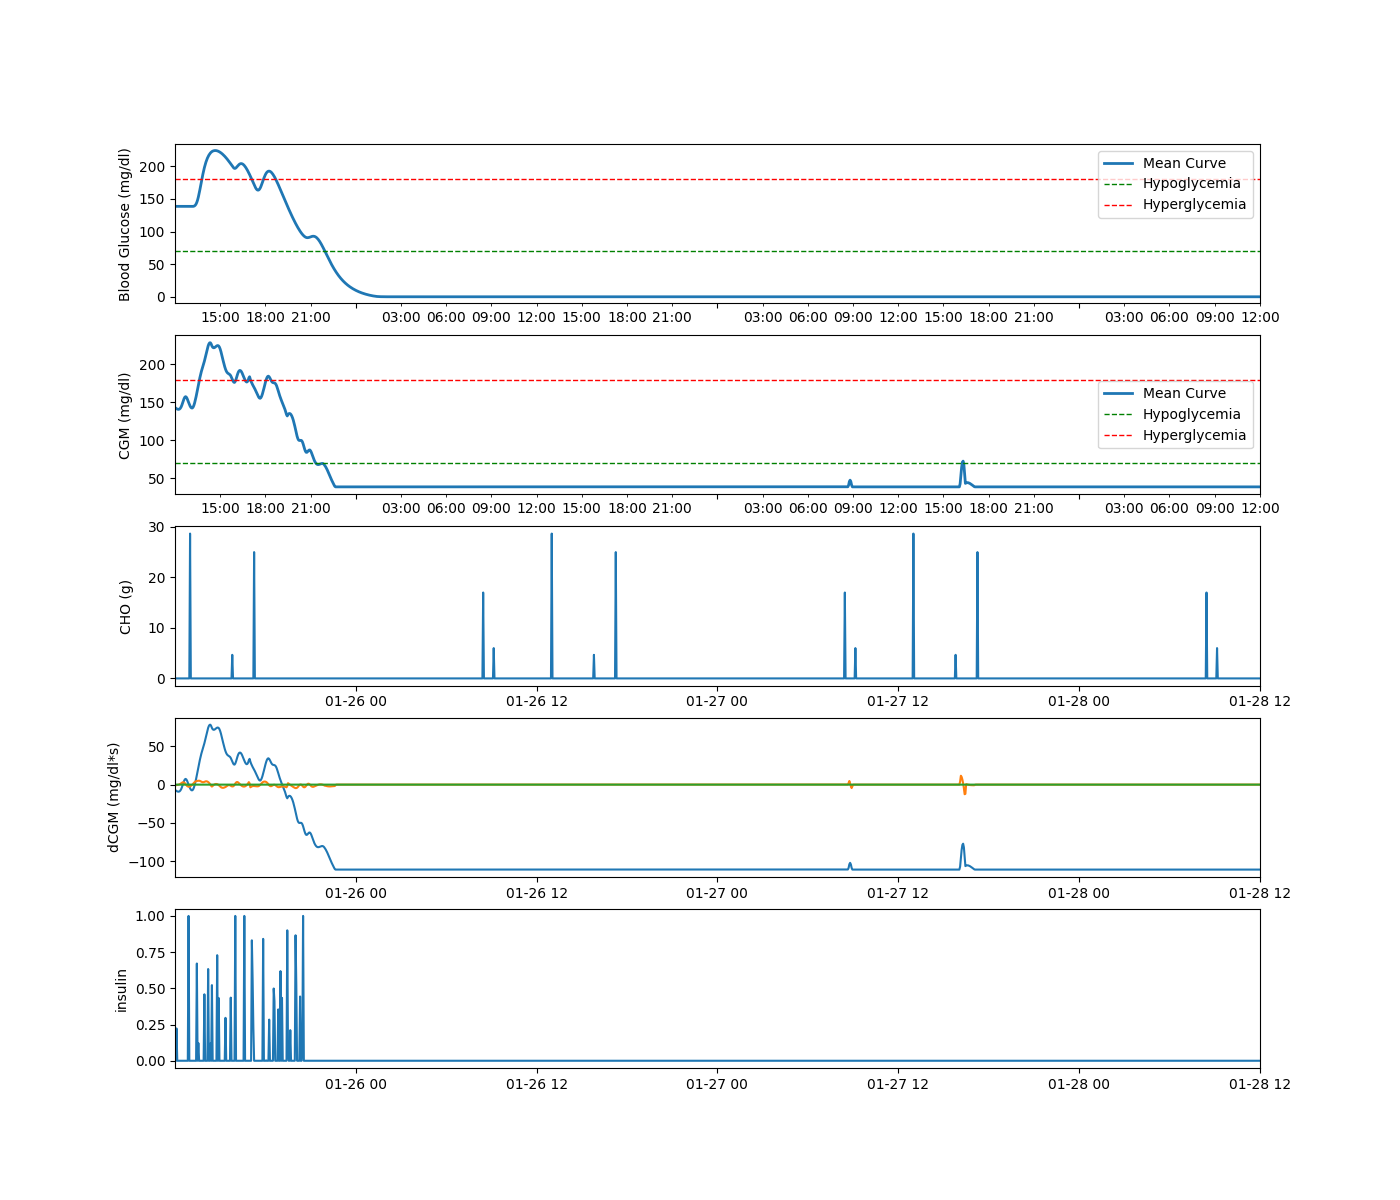 Blood Glucose (mg/dl)
200
150
100
50
0
Mean Curve
Hypoglycemia
Hyperglycemia
15:00 18:00 21:00 03:00 06:00 09:00 12:00 15:00 18:00 21:00 03:00 06:00 09:00 12:00 15:00 18:00 21:00 03:00 06:00 09:00 12:00
CGM (mg/dl)
200
150
100
50
Mean Curve
Hypoglycemia
Hyperglycemia
15:00 18:00 21:00 03:00 06:00 09:00 12:00 15:00 18:00 21:00 03:00 06:00 09:00 12:00 15:00 18:00 21:00 03:00 06:00 09:00 12:00
CHO (g)
30
20
10
0
01-26 00 01-26 12 01-27 00 01-27 12 01-28 00 01-28 12
dCGM (mg/dl*s)
50
0
−50
−100
01-26 00 01-26 12 01-27 00 01-27 12 01-28 00 01-28 12
insulin
1.00
0.75
0.50
0.25
0.00
01-26 00 01-26 12 01-27 00 01-27 12 01-28 00 01-28 12